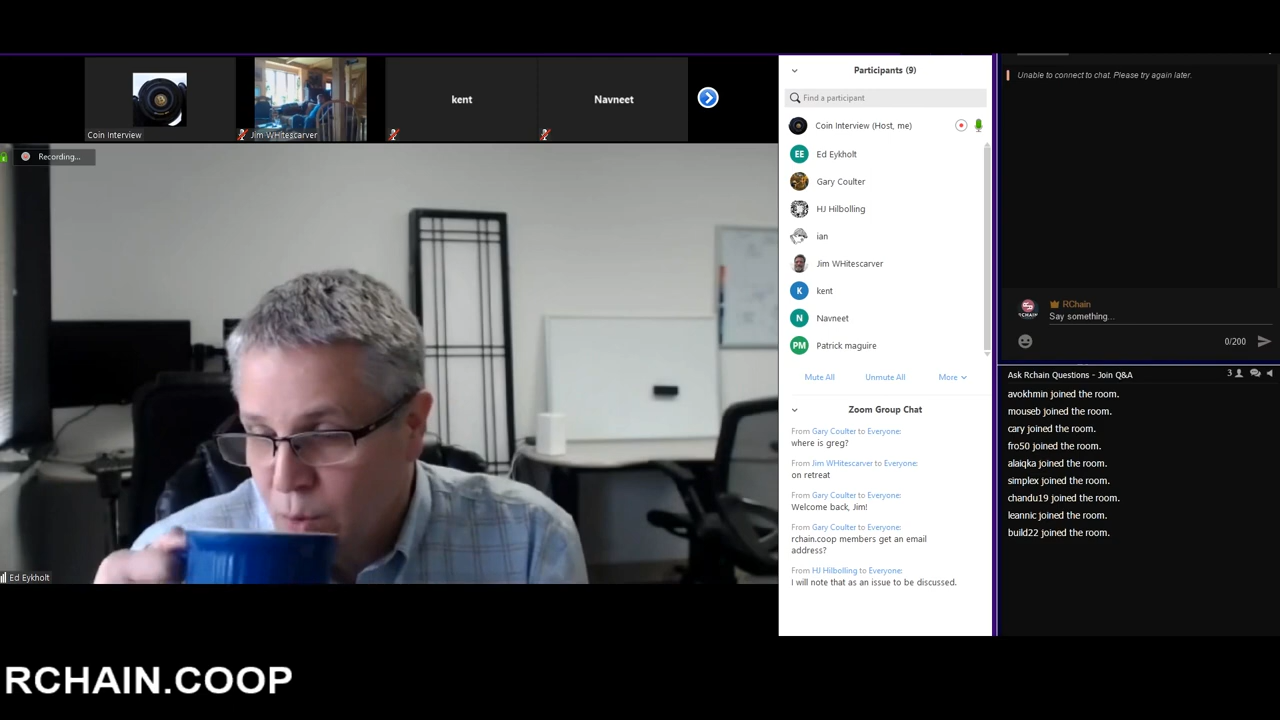 Coin Interview
Jim WHitescarver
kent
Navneet
Recording...
Ed Eykholt
RCHAIN.COOP
Participants (9)
Find a participant
Coin Interview (Host, me)
EE Ed Eykholt
Gary Coulter
HJ Hilbolling
ian
Jim WHitescarver
K kent
N Navneet
PM Patrick maguire
Mute All Unmute All More
Zoom Group Chat
From Gary Coulter to Everyone:
where is greg?
From Jim WHitescarver to Everyone:
on retreat
From Gary Coulter to Everyone:
Welcome back, Jim!
From Gary Coulter to Everyone:
rchain.coop members get an email
address?
From HJ Hilbolling to Everyone:
I will note that as an issue to be discussed.
Unable to connect to chat. Please try again later.
RCHAIN
RChain
Say something...
0/200
Ask Rchain Questions - Join Q&A 3
avokhmin joined the room.
mouseb joined the room.
cary joined the room.
fro50 joined the room.
alaiqka joined the room.
simplex joined the room.
chandu19 joined the room.
leannic joined the room.
build22 joined the room.